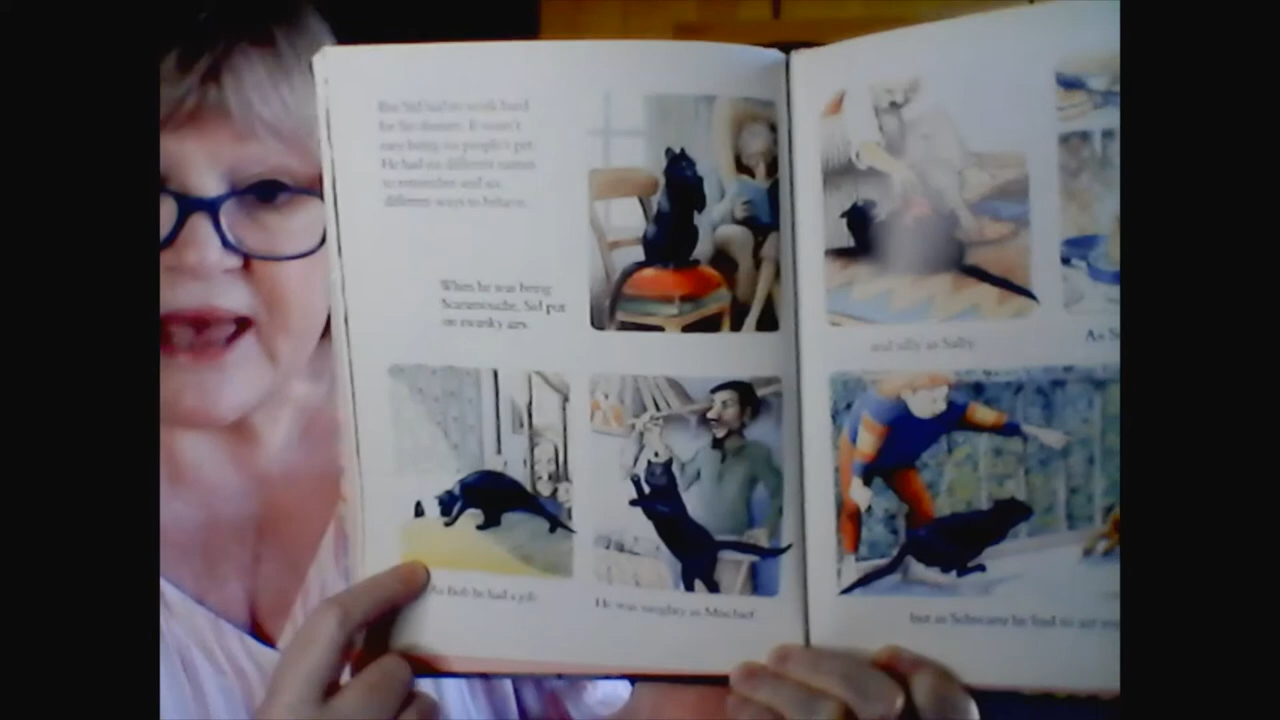 But Sid had to work hard
for his dinners. It wasn't
easy being six people's pet.
He had six different names
to remember and six
different ways to behave.
When he was being
Scaramouche, Sid put
on swanky airs.
As Bob he had a job.
He was naughty as Mischief
and silly as Sally.
As S
but as Schwartz he had to act